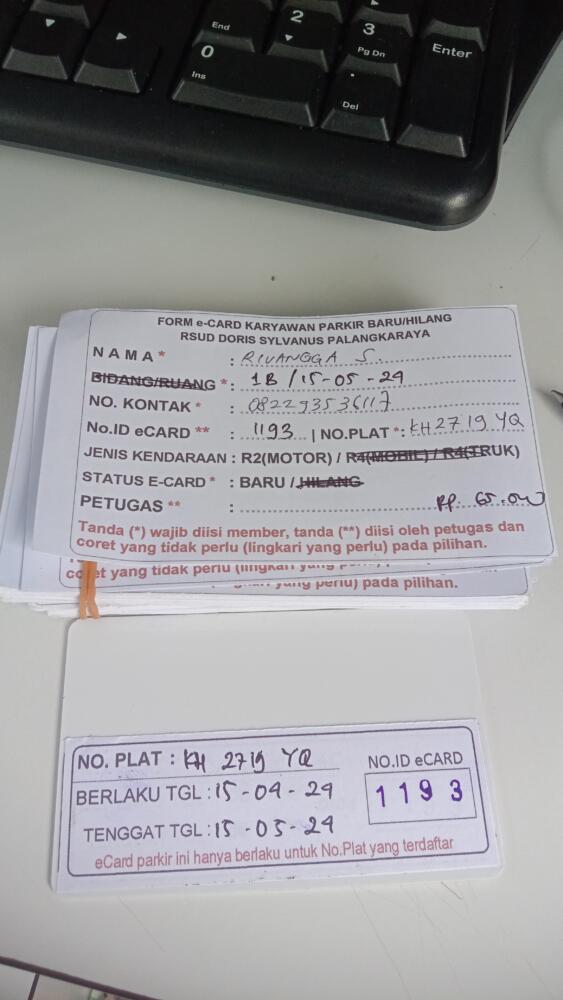 2
3
End
Pg Dn
Enter
0
Ins
.
Del
FORM e-CARD KARYAWAN PARKIR BARU/HILANG
RSUD DORIS SYLVANUS PALANGKARAYA
NAMA* : RIVANGGA S.
BIDANG/RUANG *: 1B / 15-05-24
NO. KONTAK * : 082293536117
No.ID eCARD ** : 1193 | NO.PLAT *: KH 2719 YQ
JENIS KENDARAAN : R2(MOTOR) / R4(MOBIL) / R4(TRUK)
STATUS E-CARD * : BARU / HILANG
PETUGAS ** : Rp. 65.000
Tanda (*) wajib diisi member, tanda (**) diisi oleh petugas dan
coret yang tidak perlu (lingkari yang perlu) pada pilihan.
coret yang tidak perlu (lingkari yang
yang perlu) pada pilihan.
NO. PLAT : KH 2719 YQ
BERLAKU TGL : 15-04-24
TENGGAT TGL : 15-05-24
NO.ID eCARD
1193
eCard parkir ini hanya berlaku untuk No.Plat yang terdaftar